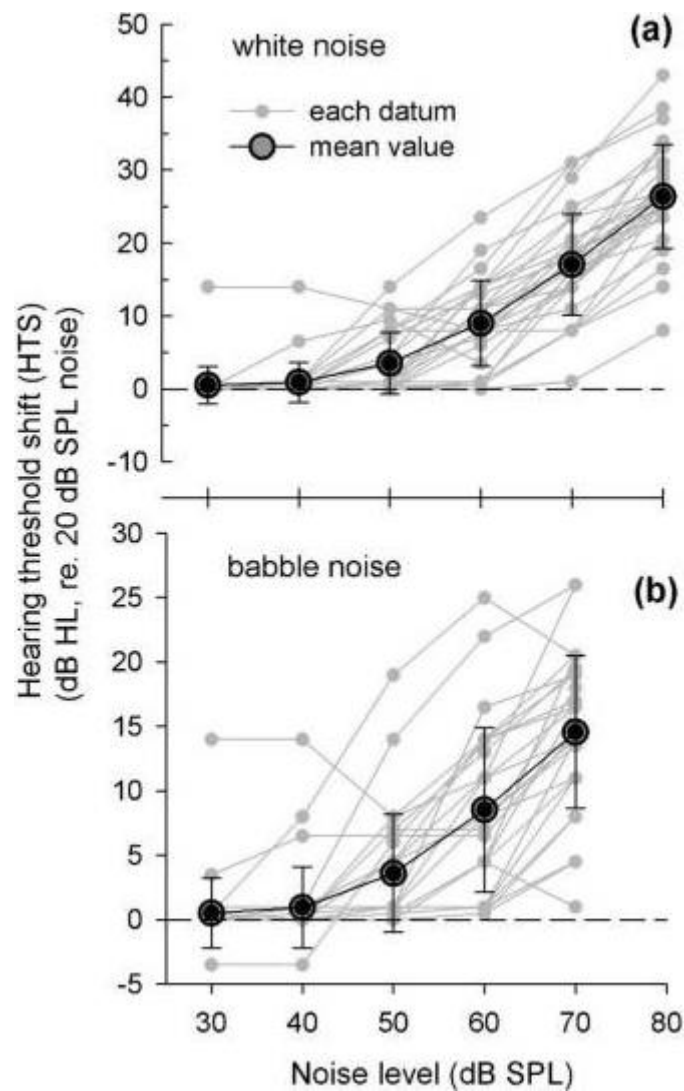 50
(a)
white noise
40
each datum
mean value
30
20
10
0
-10
Hearing threshold shift (HTS)
(dB HL, re. 20 dB SPL noise)
30
babble noise
(b)
25
20
15
10
5
0
-5
30 40 50 60 70 80
Noise level (dB SPL)